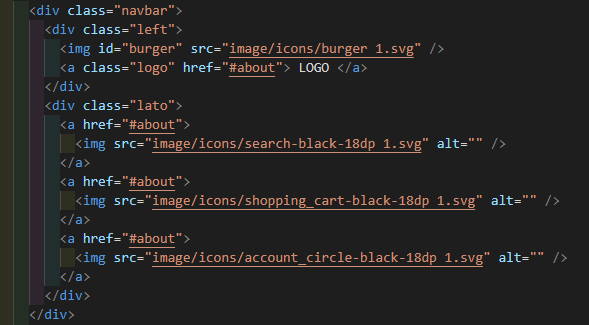 <div class="navbar">
<div class="left">
<img id="burger" src="image/icons/burger 1.svg" />
<a class="logo" href="#about"> LOGO </a>
</div>
<div class="lato">
<a href="#about">
<img src="image/icons/search-black-18dp 1.svg" alt="" />
</a>
<a href="#about">
<img src="image/icons/shopping_cart-black-18dp 1.svg" alt="" />
</a>
<a href="#about">
<img src="image/icons/account_circle-black-18dp 1.svg" alt="" />
</a>
</div>
</div>